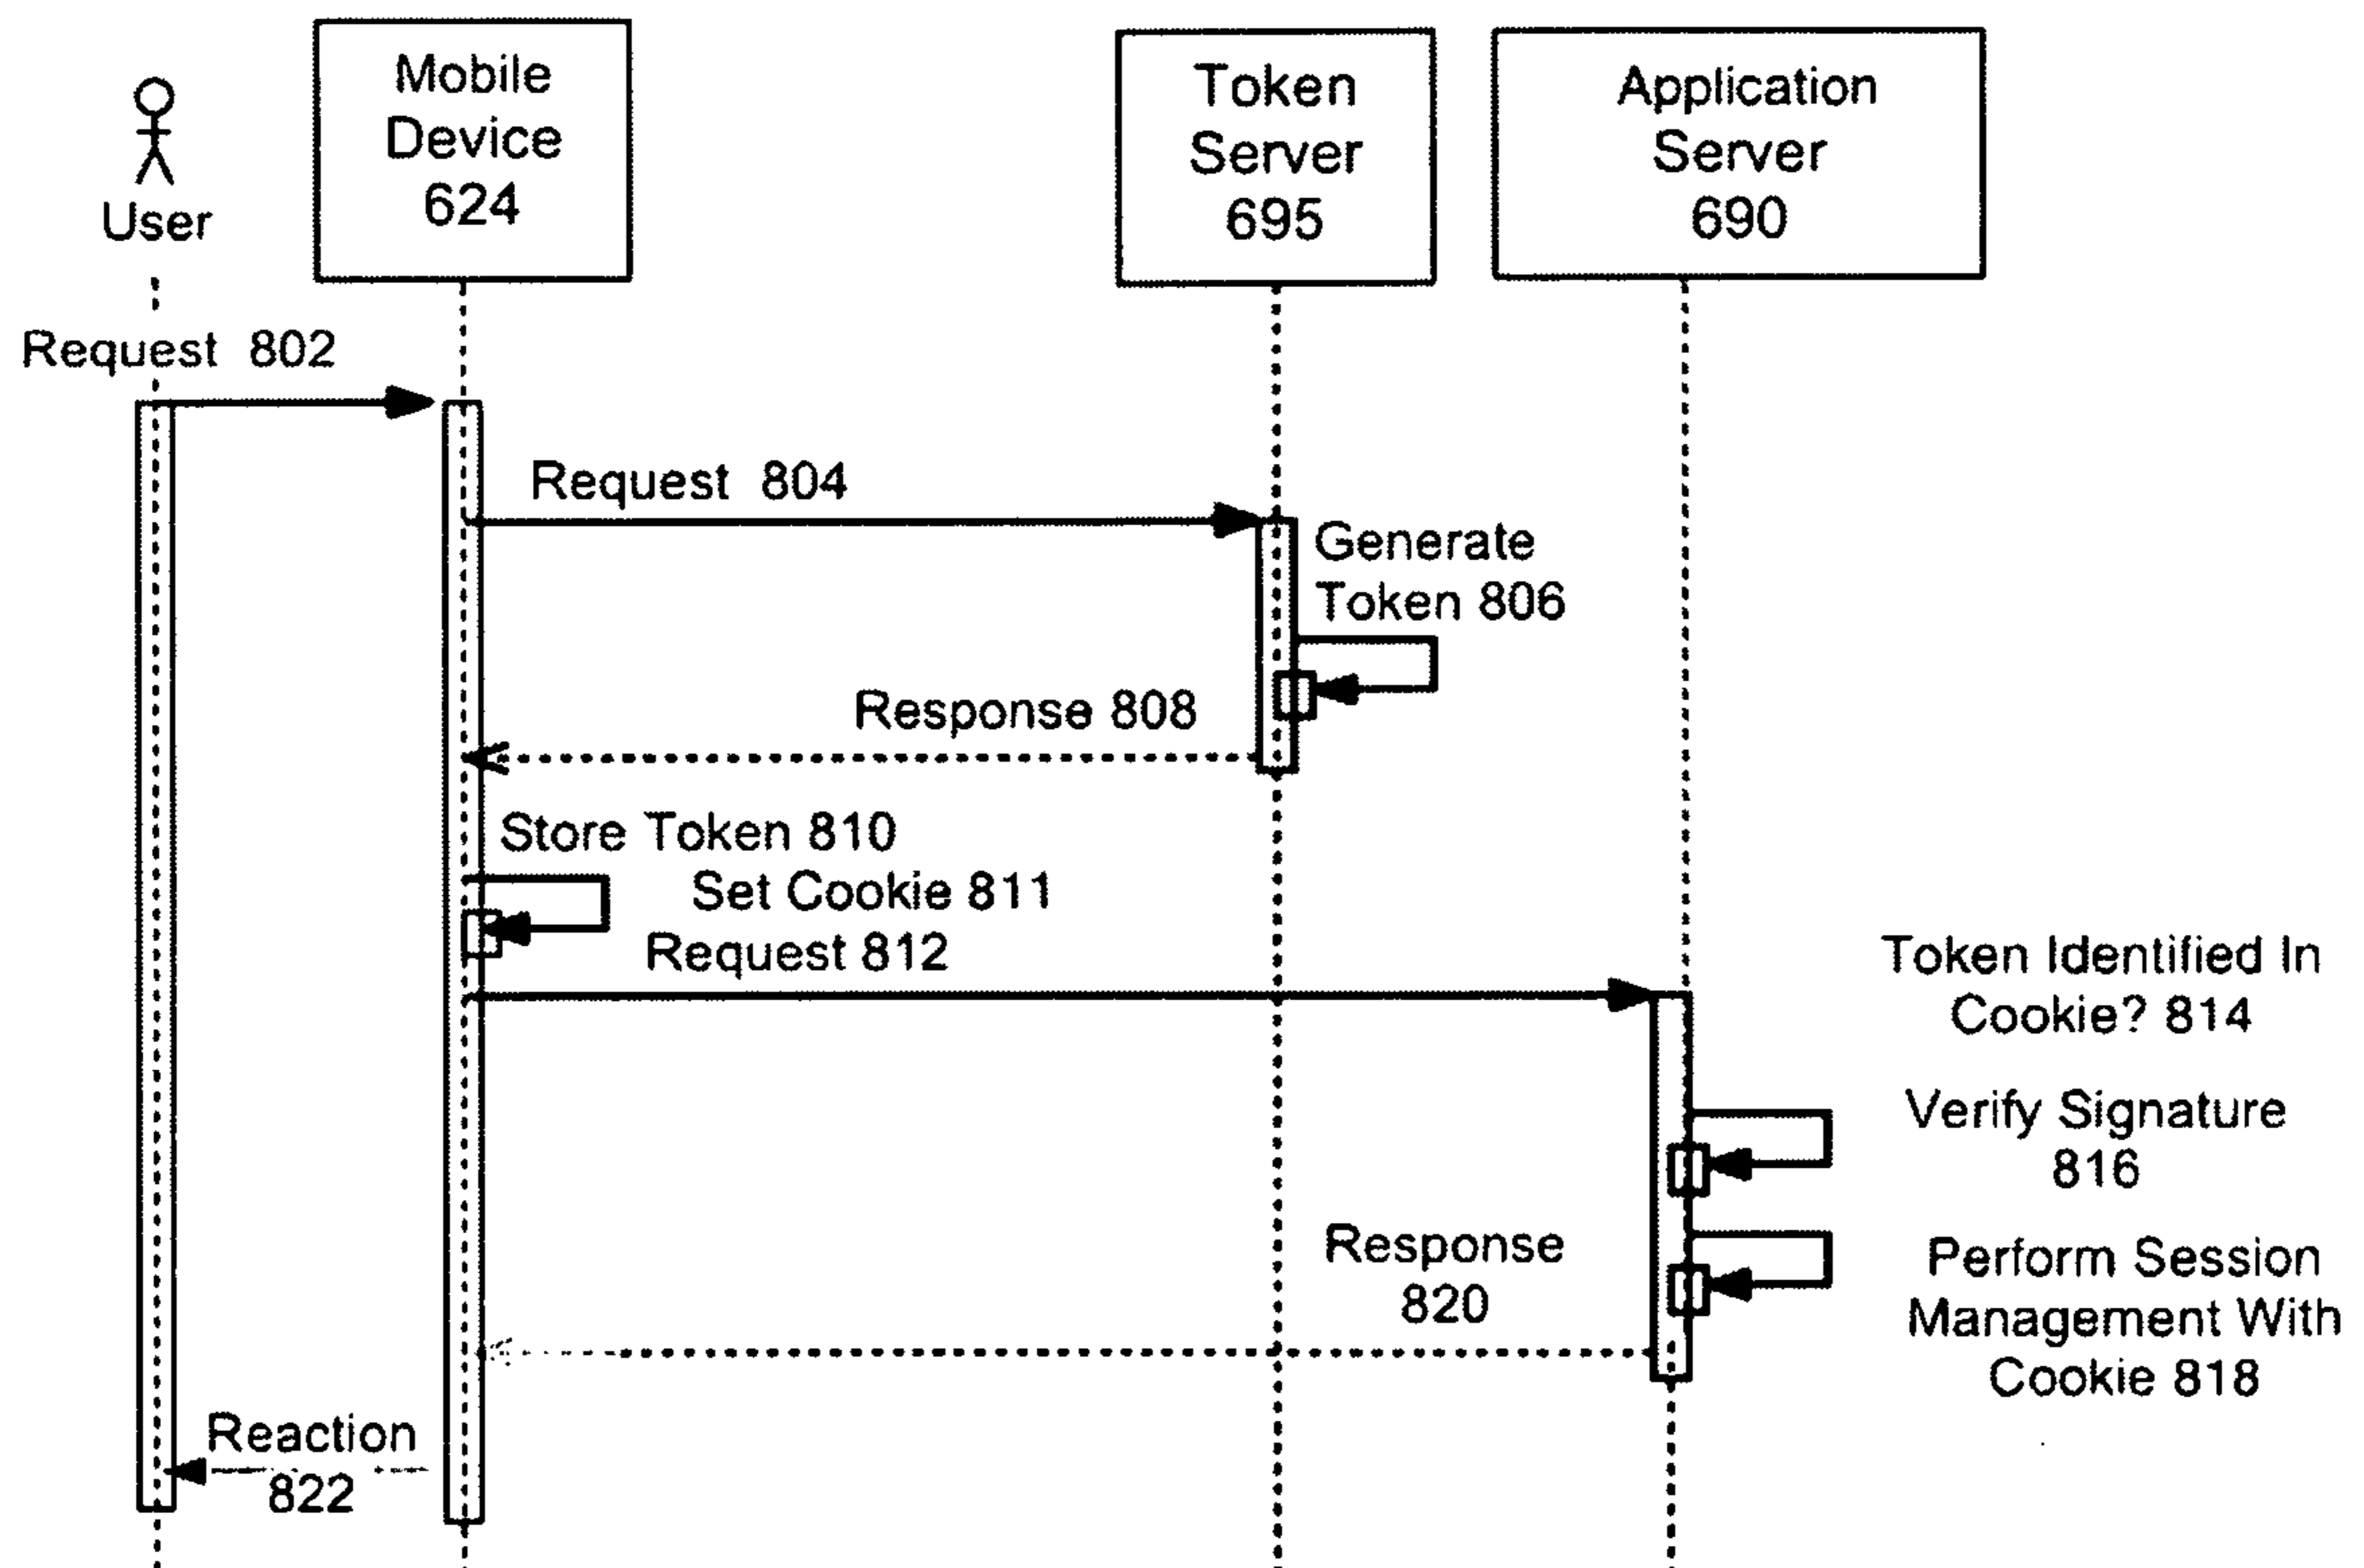 User
Mobile
Device
624
Token
Server
695
Application
Server
690
Request 802
Request 804
Generate
Token 806
Response 808
Store Token 810
Set Cookie 811
Request 812
Token Identified In
Cookie? 814
Verify Signature
816
Response
820
Perform Session
Management With
Cookie 818
Reaction
822